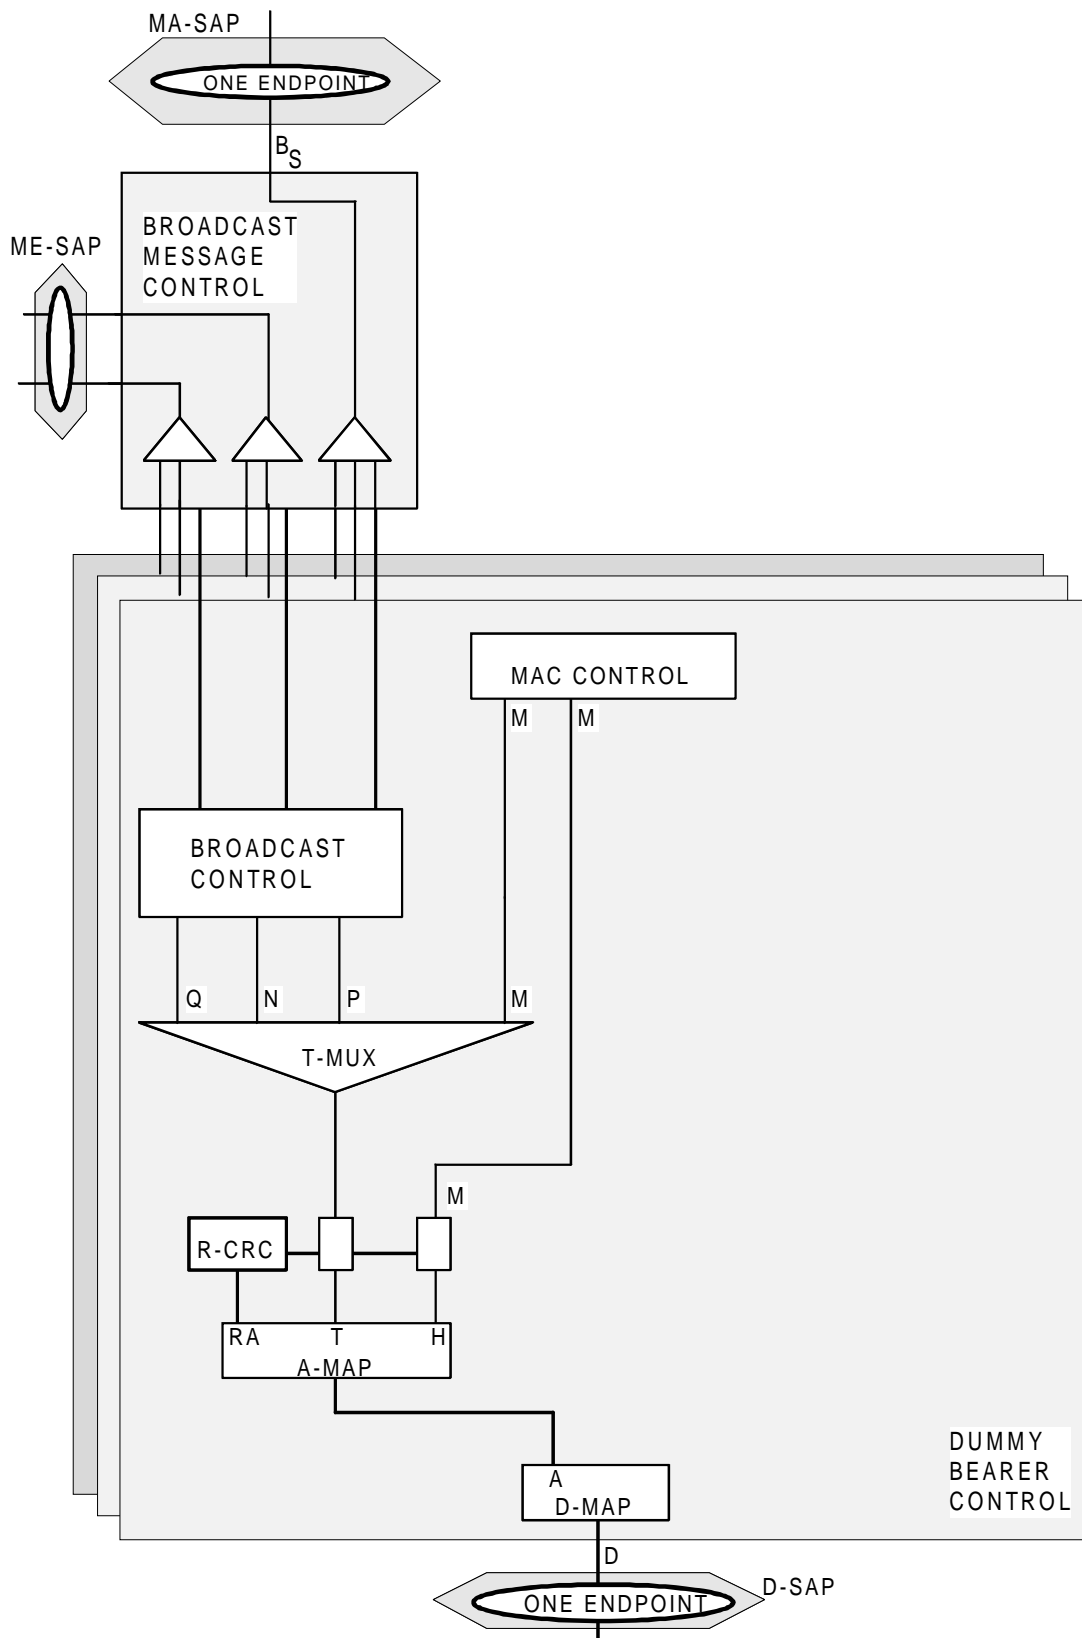 MA-SAP
ONE ENDPOINT
BS
BROADCAST
MESSAGE
CONTROL
ME-SAP
MAC CONTROL
M M
BROADCAST
CONTROL
Q N P M
T-MUX
M
R-CRC
RA T H
A-MAP
DUMMY
BEARER
CONTROL
A
D-MAP
D
D-SAP
ONE ENDPOINT